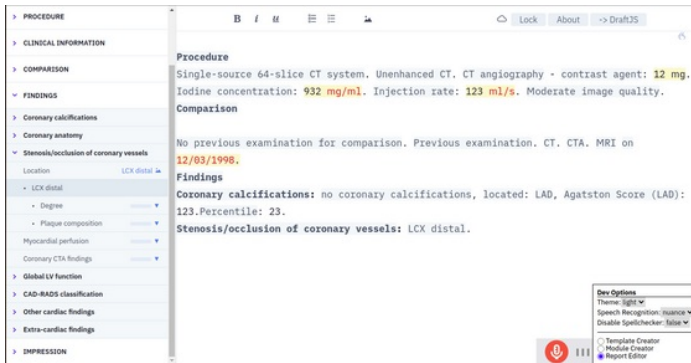 PROCEDURE
CLINICAL INFORMATION
COMPARISON
FINDINGS
Coronary calcifications
Coronary anatomy
Stenosis/occlusion of coronary vessels
Location LCX distal
LCX distal
Degree
Plaque composition
Myocardial perfusion
Coronary CTA findings
Global LV function
CAD-RADS classification
Other cardiac findings
Extra-cardiac findings
IMPRESSION
B i u Lock About -> DraftJS
Procedure
Single-source 64-slice CT system. Unenhanced CT. CT angiography - contrast agent: 12 mg.
Iodine concentration: 932 mg/ml. Injection rate: 123 ml/s. Moderate image quality.
Comparison
No previous examination for comparison. Previous examination. CT. CTA. MRI on
12/03/1998.
Findings
Coronary calcifications: no coronary calcifications, located: LAD, Agatston Score (LAD):
123.Percentile: 23.
Stenosis/occlusion of coronary vessels: LCX distal.
Dev Options
Theme: light
Speech Recognition: nuance
Disable Spellchecker: false
Template Creator
Module Creator
Report Editor